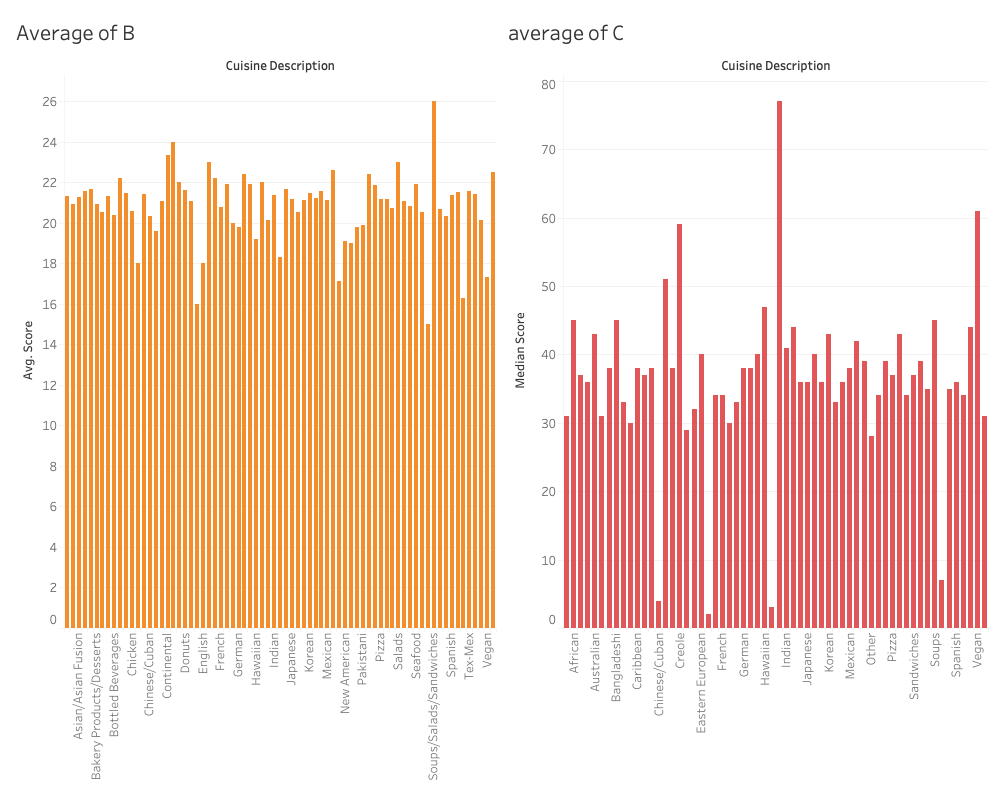 Average of B
Cuisine Description
Avg. Score
26
24
22
20
18
16
14
12
10
8
6
4
2
0
Asian/Asian Fusion
Bakery Products/Desserts
Bottled Beverages
Chicken
Chinese/Cuban
Continental
Donuts
English
French
German
Hawaiian
Indian
Japanese
Korean
Mexican
New American
Pakistani
Pizza
Salads
Seafood
Soups/Salads/Sandwiches
Spanish
Tex-Mex
Vegan
average of C
Cuisine Description
Median Score
80
70
60
50
40
30
20
10
0
African
Australian
Bangladeshi
Caribbean
Chinese/Cuban
Creole
Eastern European
French
German
Hawaiian
Indian
Japanese
Korean
Mexican
Other
Pizza
Sandwiches
Soups
Spanish
Vegan